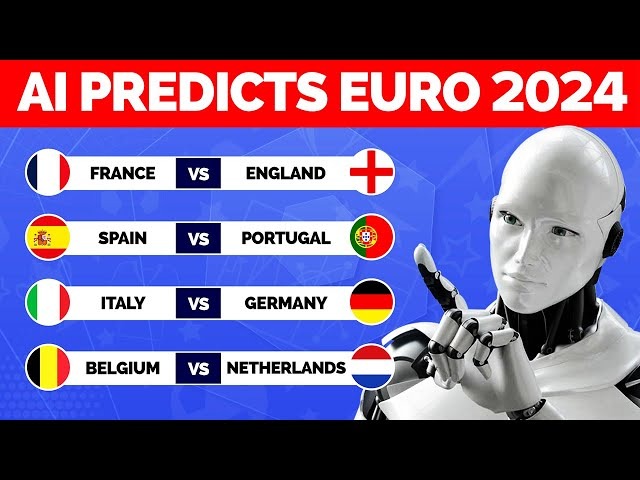 AI PREDICTS EURO 2024
FRANCE VS ENGLAND
SPAIN VS PORTUGAL
ITALY VS GERMANY
BELGIUM VS NETHERLANDS